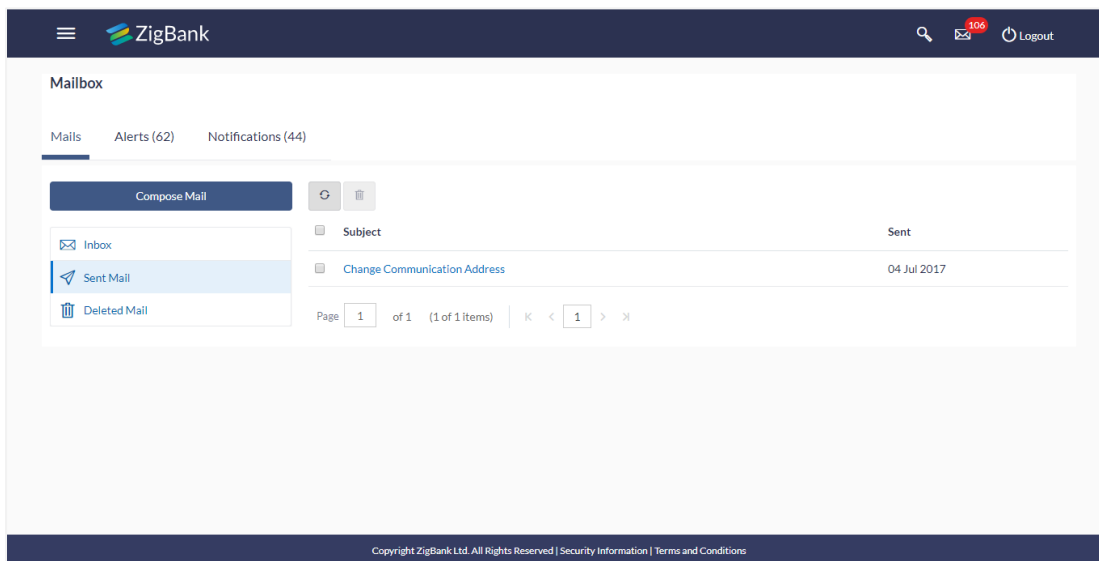 ZigBank
106
Logout
Mailbox
Mails Alerts (62) Notifications (44)
Compose Mail
Inbox
Sent Mail
Deleted Mail
Subject Sent
Change Communication Address 04 Jul 2017
Page 1 of 1 (1 of 1 Items) 1
Copyright ZigBank Ltd. All Rights Reserved | Security Information | Terms and Conditions